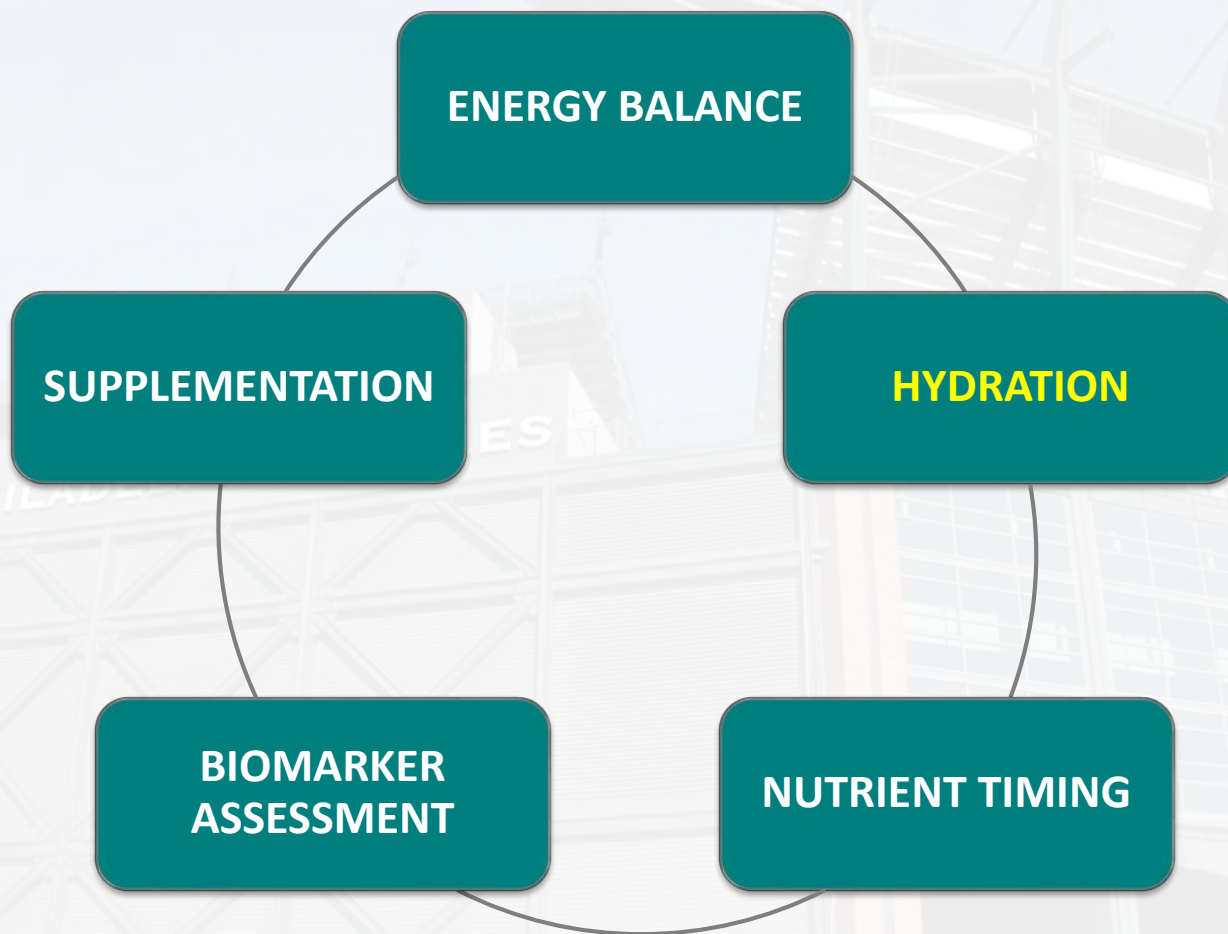 ENERGY BALANCE
SUPPLEMENTATION
HYDRATION
BIOMARKER
ASSESSMENT
NUTRIENT TIMING